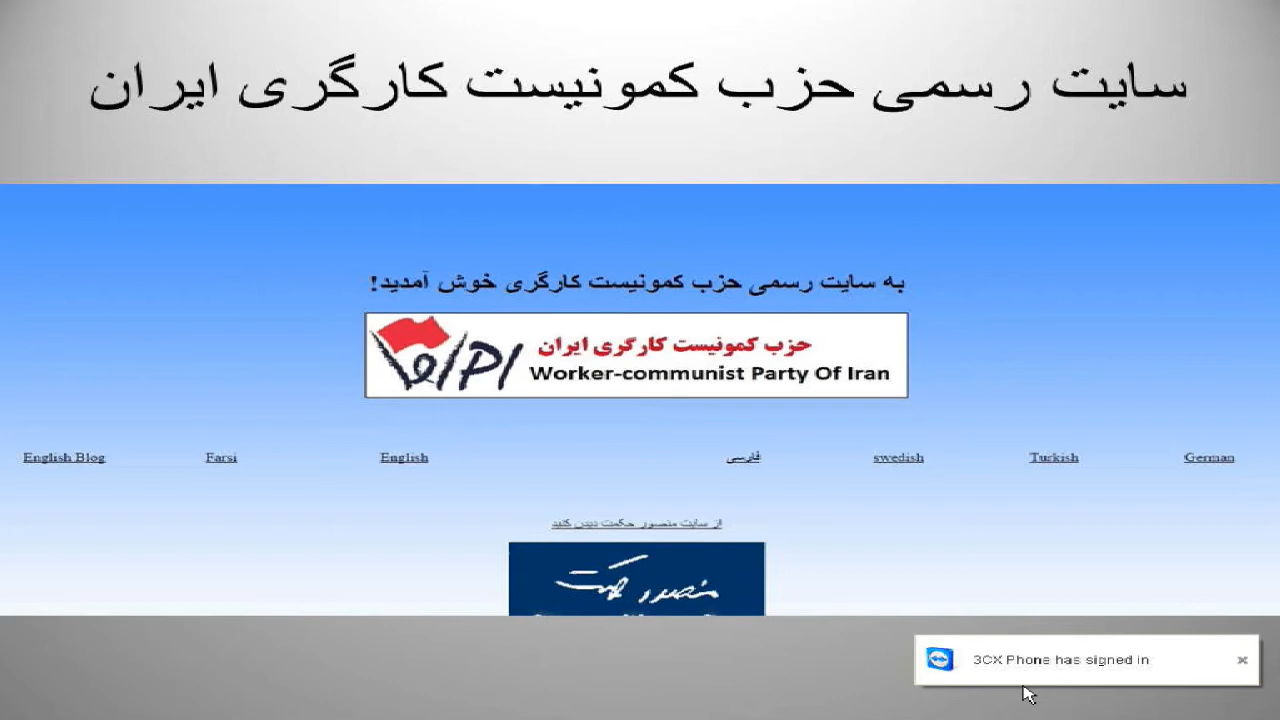 سایت رسمی حزب کمونیست کارگری ایران
به سایت رسمی حزب کمونیست کارگری خوش آمدید!
حزب کمونیست کارگری ایران
Worker-communist Party Of Iran
English Blog Farsi English فارسی swedish Turkish German
از سایت منصور حکمت دیدن کنید
منصور حکمت
3CX Phone has signed in